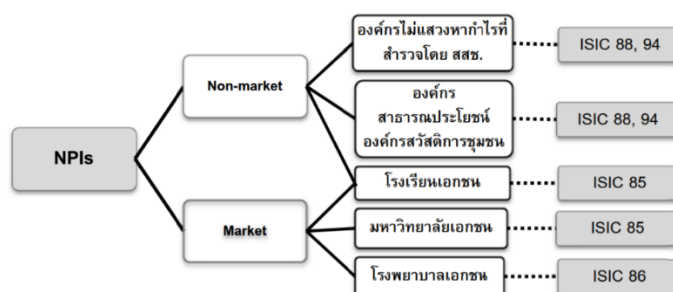 องค์กรไม่แสวงหากำไรที่
สำรวจโดย สสช.
ISIC 88, 94
Non-market
องค์กร
สาธารณประโยชน์
องค์กรสวัสดิการชุมชน
ISIC 88, 94
NPIs
โรงเรียนเอกชน
ISIC 85
Market
มหาวิทยาลัยเอกชน
ISIC 85
โรงพยาบาลเอกชน
ISIC 86